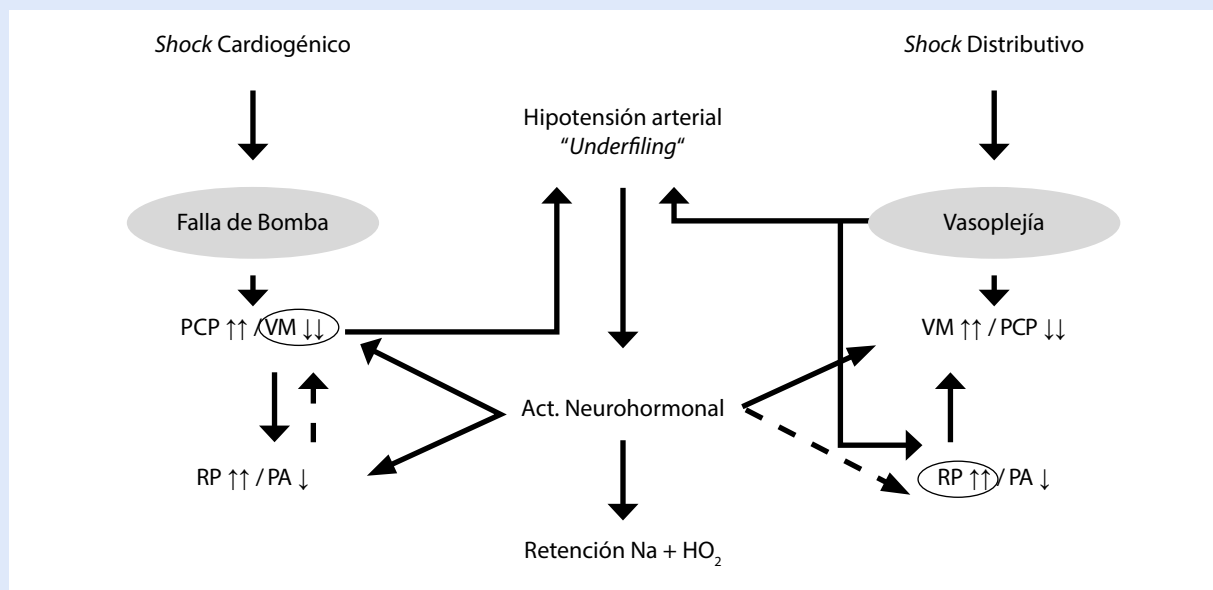 Shock Cardiogénico
Shock Distributivo
Hipotensión arterial
“Underfiling“
Falla de Bomba
Vasoplejía
PCP ↑↑ / VM ↓↓
VM ↑↑ / PCP ↓↓
Act. Neurohormonal
RP ↑↑ / PA ↓
RP ↑↑ / PA ↓
Retención Na + HO₂